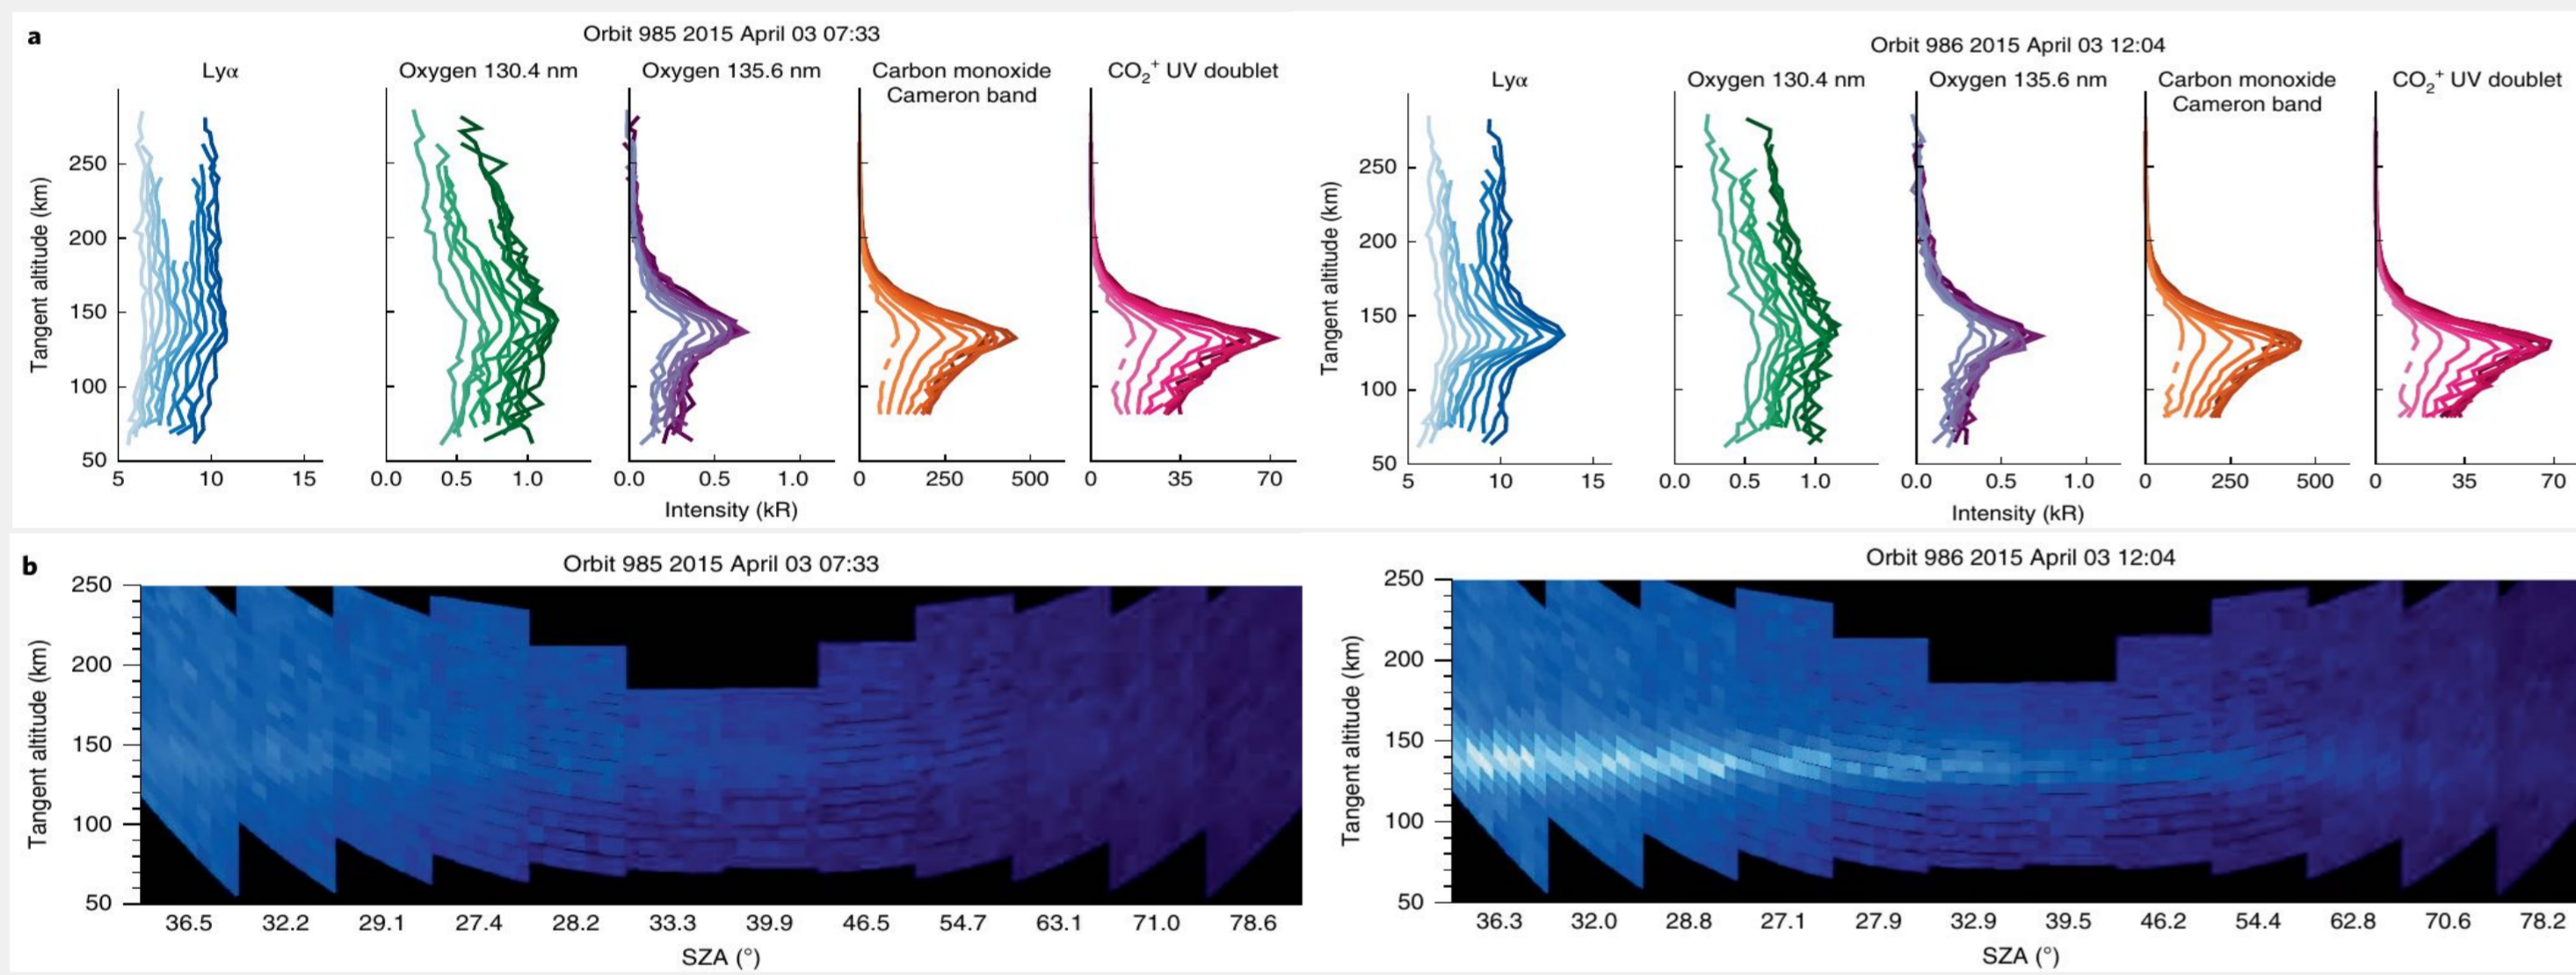 a
Orbit 985 2015 April 03 07:33
Lyα
Oxygen 130.4 nm
Oxygen 135.6 nm
Carbon monoxide
Cameron band
CO2+ UV doublet
Tangent altitude (km)
250
200
150
100
50
5 10 15
0.0 0.5 1.0
0.0 0.5 1.0
0 250 500
0 35 70
Intensity (kR)
Orbit 986 2015 April 03 12:04
Lyα
Oxygen 130.4 nm
Oxygen 135.6 nm
Carbon monoxide
Cameron band
CO2+ UV doublet
Tangent altitude (km)
250
200
150
100
50
5 10 15
0.0 0.5 1.0
0.0 0.5 1.0
0 250 500
0 35 70
Intensity (kR)
b
Orbit 985 2015 April 03 07:33
Tangent altitude (km)
250
200
150
100
50
36.5 32.2 29.1 27.4 28.2 33.3 39.9 46.5 54.7 63.1 71.0 78.6
SZA (°)
Orbit 986 2015 April 03 12:04
Tangent altitude (km)
250
200
150
100
50
36.3 32.0 28.8 27.1 27.9 32.9 39.5 46.2 54.4 62.8 70.6 78.2
SZA (°)